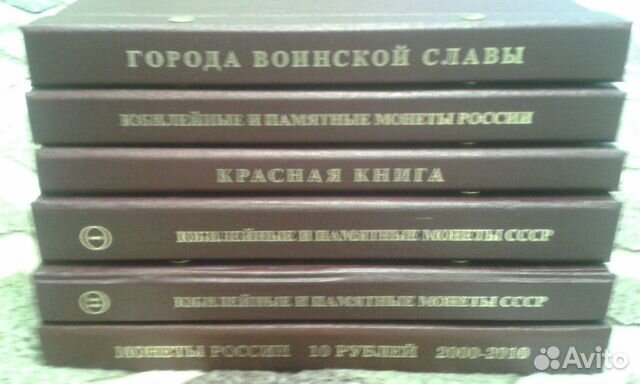 ГОРОДА ВОИНСКОЙ СЛАВЫ
ЮБИЛЕЙНЫЕ И ПАМЯТНЫЕ МОНЕТЫ РОССИИ
КРАСНАЯ КНИГА
I ЮБИЛЕЙНЫЕ И ПАМЯТНЫЕ МОНЕТЫ СССР
II ЮБИЛЕЙНЫЕ И ПАМЯТНЫЕ МОНЕТЫ СССР
МОНЕТЫ РОССИИ 10 РУБЛЕЙ 2000-2010
Avito